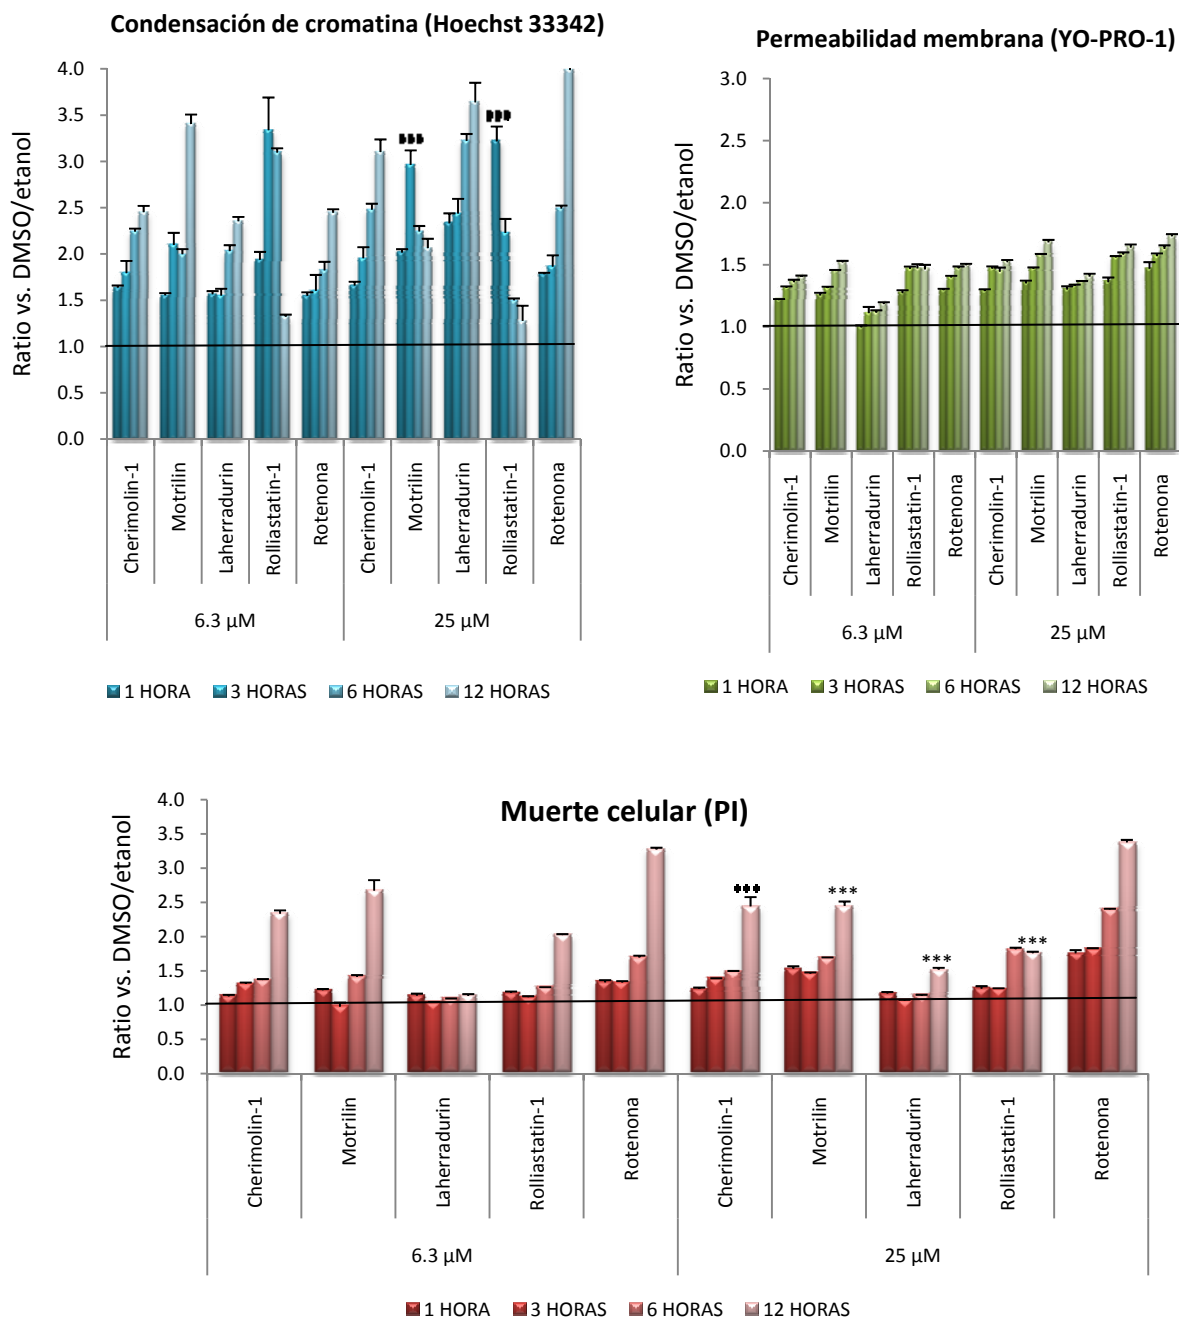 Condensación de cromatina (Hoechst 33342)
Ratio vs. DMSO/etanol
4.0
3.5
3.0
2.5
2.0
1.5
1.0
0.5
0.0
Cherimolin-1
Motrilin
Laherradurin
Rolliastatin-1
Rotenona
Cherimolin-1
Motrilin
Laherradurin
Rolliastatin-1
Rotenona
6.3 µM
25 µM
1 HORA 3 HORAS 6 HORAS 12 HORAS
Permeabilidad membrana (YO-PRO-1)
Ratio vs. DMSO/etanol
3.0
2.5
2.0
1.5
1.0
0.5
0.0
Cherimolin-1
Motrilin
Laherradurin
Rolliastatin-1
Rotenona
Cherimolin-1
Motrilin
Laherradurin
Rolliastatin-1
Rotenona
6.3 µM
25 µM
1 HORA 3 HORAS 6 HORAS 12 HORAS
Muerte celular (PI)
Ratio vs. DMSO/etanol
4.0
3.5
3.0
2.5
2.0
1.5
1.0
0.5
0.0
***
***
***
Cherimolin-1
Motrilin
Laherradurin
Rolliastatin-1
Rotenona
Cherimolin-1
Motrilin
Laherradurin
Rolliastatin-1
Rotenona
6.3 µM
25 µM
1 HORA 3 HORAS 6 HORAS 12 HORAS